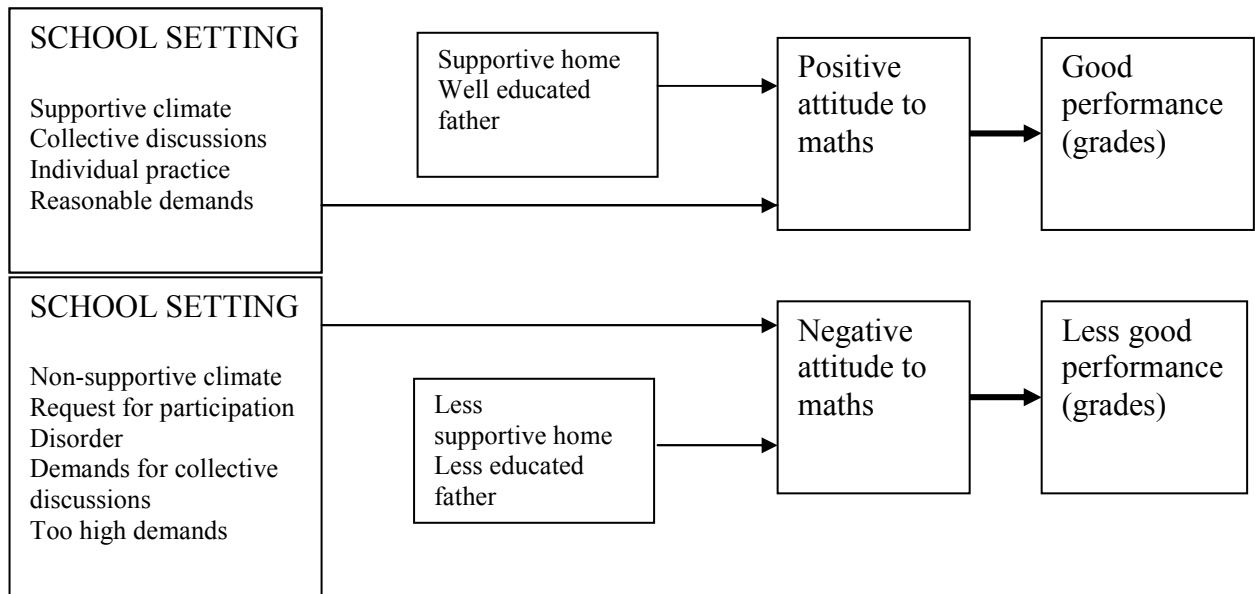 SCHOOL SETTING
Supportive climate
Collective discussions
Individual practice
Reasonable demands
Supportive home
Well educated
father
Positive
attitude to
maths
Good
performance
(grades)
SCHOOL SETTING
Non-supportive climate
Request for participation
Disorder
Demands for collective
discussions
Too high demands
Less
supportive home
Less educated
father
Negative
attitude to
maths
Less good
performance
(grades)